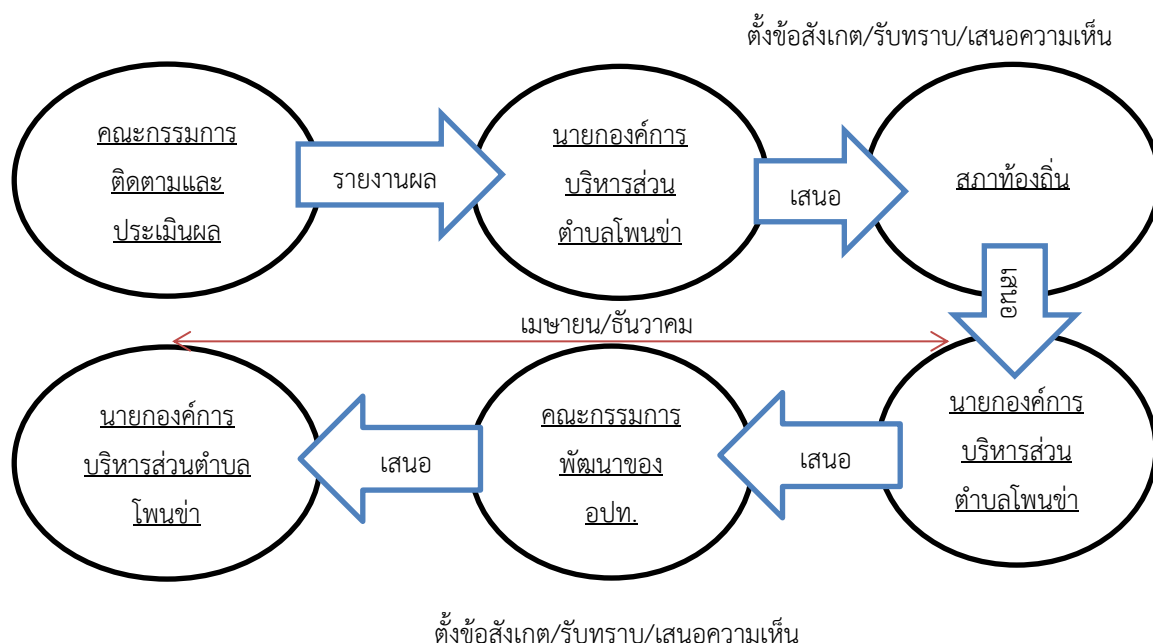 ตั้งข้อสังเกต/รับทราบ/เสนอความเห็น
คณะกรรมการ
ติดตามและ
ประเมินผล
รายงานผล
นายกองค์การ
บริหารส่วน
ตำบลโพนข่า
เสนอ
สภาท้องถิ่น
เสนอ
เมษายน/ธันวาคม
นายกองค์การ
บริหารส่วน
ตำบลโพนข่า
เสนอ
คณะกรรมการ
พัฒนาของ
อปท.
เสนอ
นายกองค์การ
บริหารส่วนตำบล
โพนข่า
ตั้งข้อสังเกต/รับทราบ/เสนอความเห็น